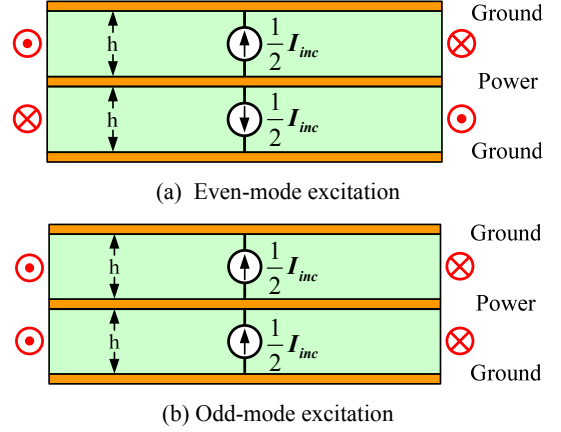 Ground
h
1/2 I_inc
Power
h
1/2 I_inc
Ground
(a) Even-mode excitation
Ground
h
1/2 I_inc
Power
h
1/2 I_inc
Ground
(b) Odd-mode excitation